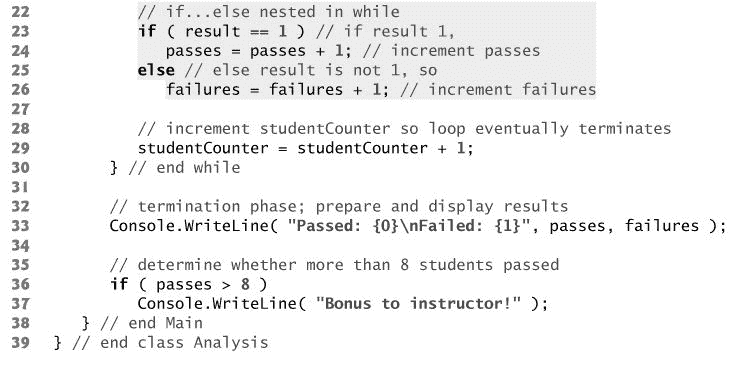 22 // if...else nested in while
23 if ( result == 1 ) // if result 1,
24 passes = passes + 1; // increment passes
25 else // else result is not 1, so
26 failures = failures + 1; // increment failures
27
28 // increment studentCounter so loop eventually terminates
29 studentCounter = studentCounter + 1;
30 } // end while
31
32 // termination phase; prepare and display results
33 Console.WriteLine( "Passed: {0}\nFailed: {1}", passes, failures );
34
35 // determine whether more than 8 students passed
36 if ( passes > 8 )
37 Console.WriteLine( "Bonus to instructor!" );
38 } // end Main
39 } // end class Analysis